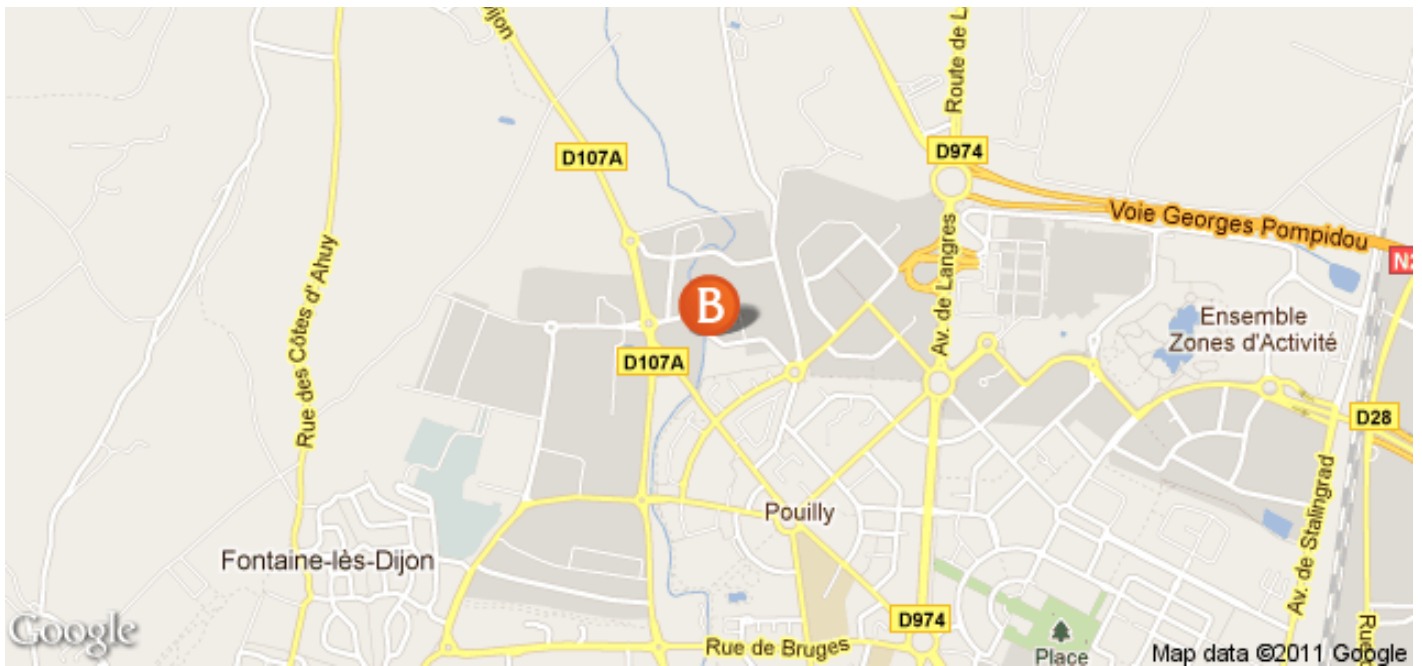 Dijon
Route de L
D107A
D974
Voie Georges Pompidou
Rue des Côtes d'Ahuy
Av. de Langres
N2
B
Ensemble
Zones d'Activité
D107A
D28
Pouilly
Av. de Stalingrad
Fontaine-lès-Dijon
D974
Google
Rue de Bruges
Place
Map data ©2011 Google